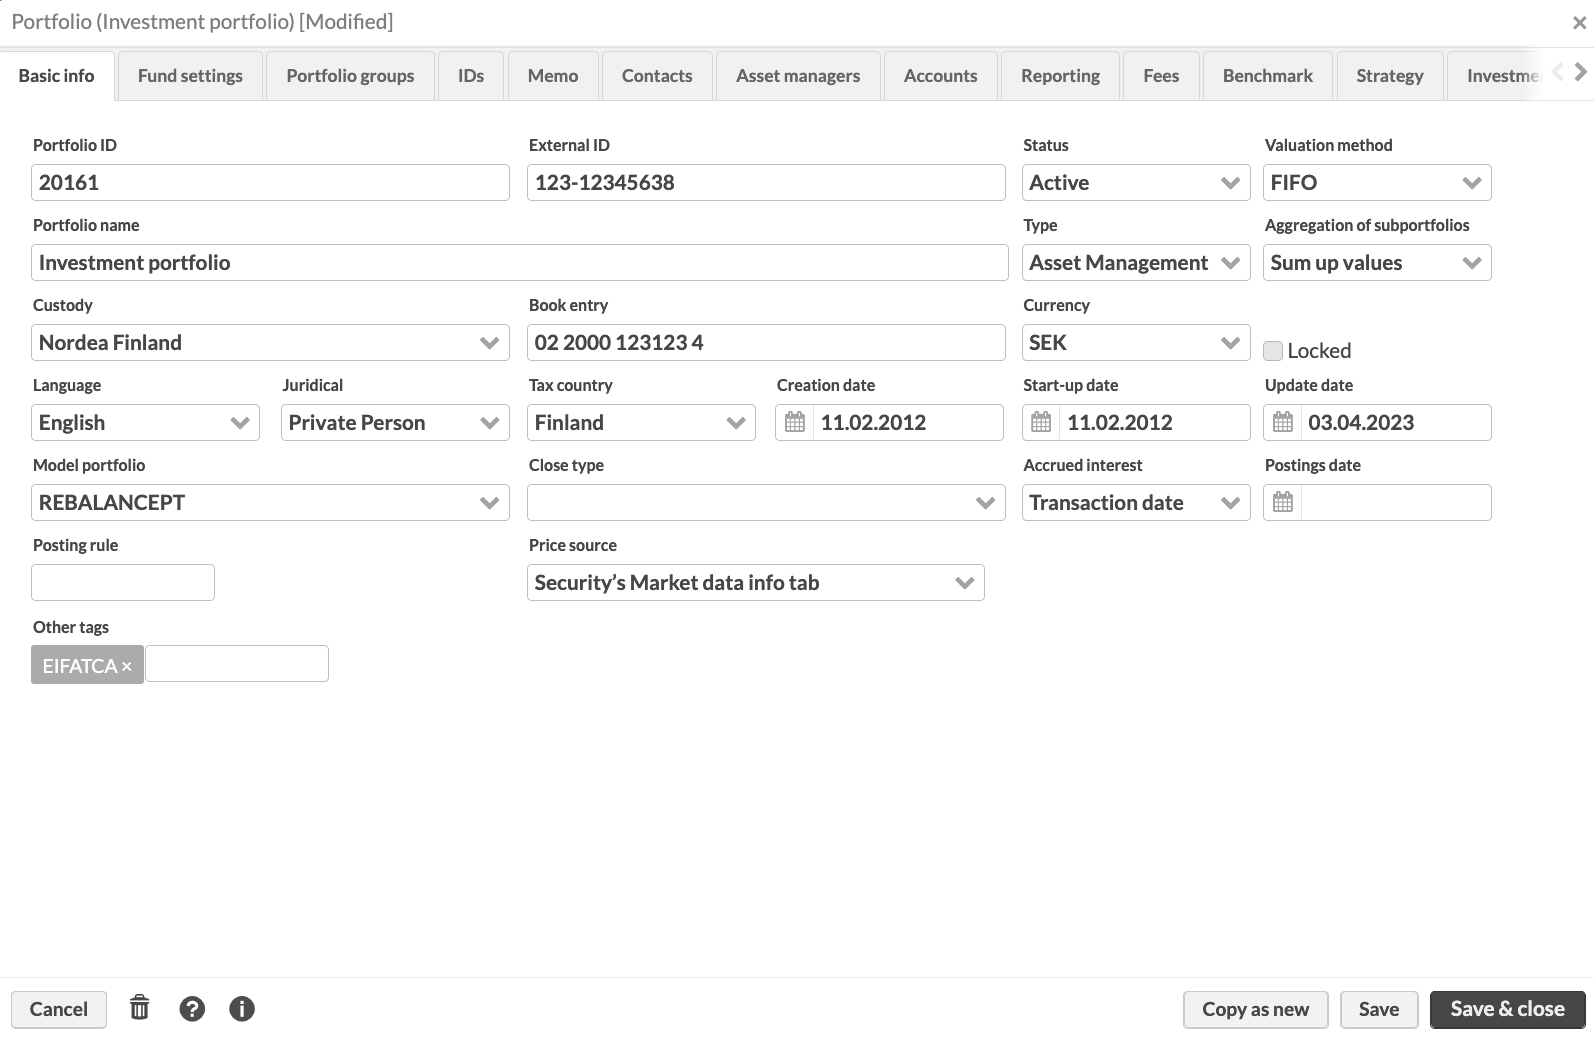 Portfolio (Investment portfolio) [Modified]
×
Basic info Fund settings Portfolio groups IDs Memo Contacts Asset managers Accounts Reporting Fees Benchmark Strategy Investme
Portfolio ID External ID Status Valuation method
20161 123-12345638 Active FIFO
Portfolio name Type Aggregation of subportfolios
Investment portfolio Asset Management Sum up values
Custody Book entry Currency
Nordea Finland 02 2000 123123 4 SEK Locked
Language Juridical Tax country Creation date Start-up date Update date
English Private Person Finland 11.02.2012 11.02.2012 03.04.2023
Model portfolio Close type Accrued interest Postings date
REBALANCEPT Transaction date
Posting rule Price source
Security’s Market data info tab
Other tags
EIFATCA ×
Cancel ? i Copy as new Save Save & close